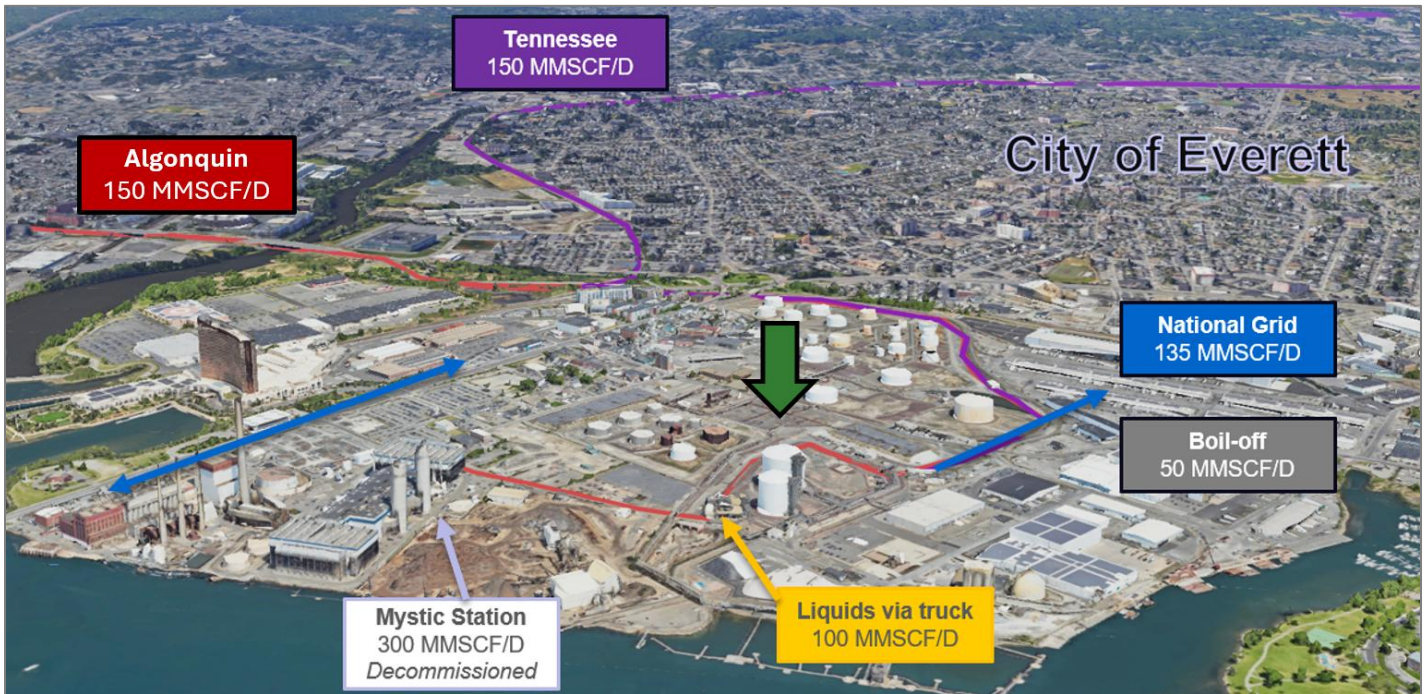 Tennessee
150 MMSCF/D
Algonquin
150 MMSCF/D
City of Everett
National Grid
135 MMSCF/D
Boil-off
50 MMSCF/D
Mystic Station
300 MMSCF/D
Decommissioned
Liquids via truck
100 MMSCF/D